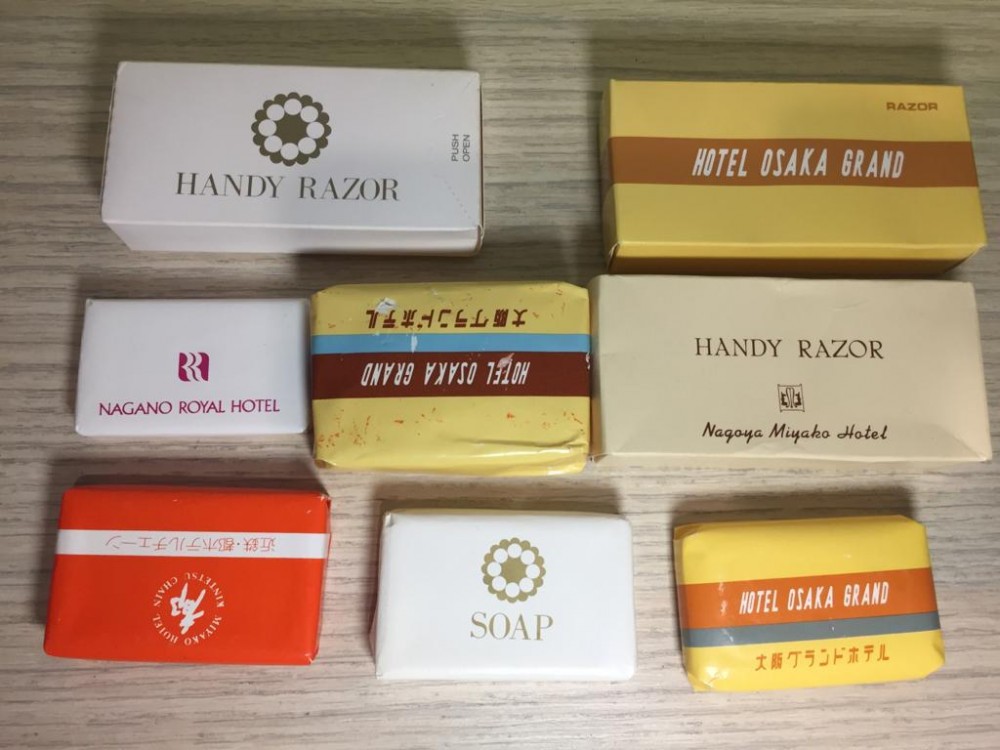 HANDY RAZOR
PUSH
OPEN
RAZOR
HOTEL OSAKA GRAND
NAGANO ROYAL HOTEL
大阪グランドホテル
HOTEL OSAKA GRAND
HANDY RAZOR
Nagoya Miyako Hotel
近鉄・都ホテルチェーン
MIYAKO HOTEL
KINTETSU CHAIN
都
SOAP
HOTEL OSAKA GRAND
大阪グランドホテル